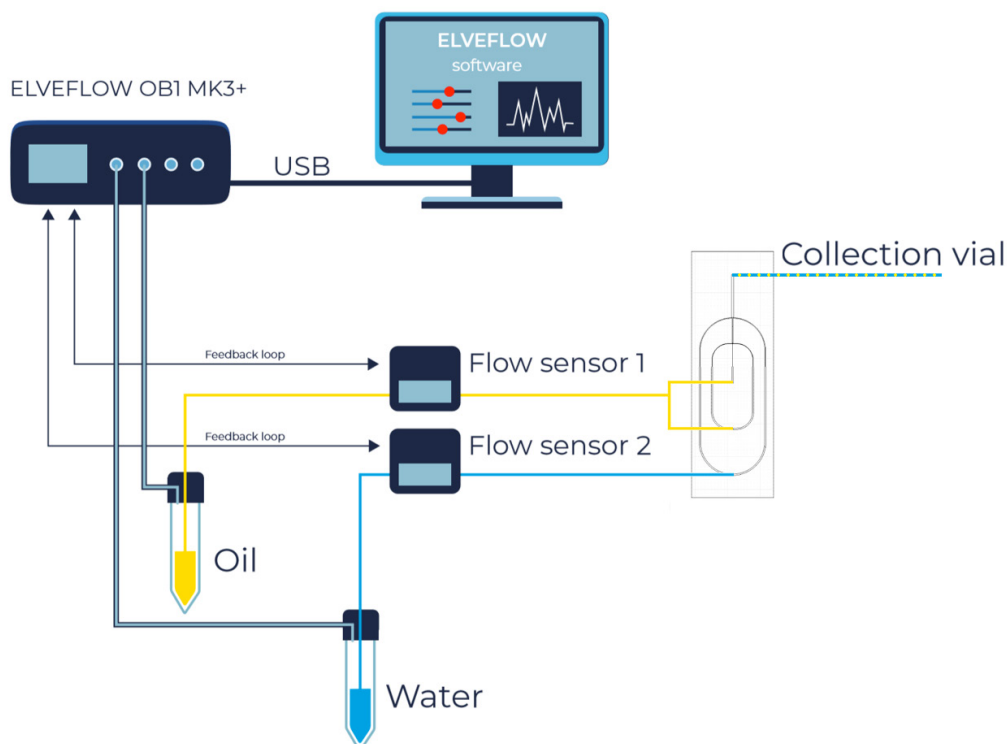 ELVEFLOW
software
ELVEFLOW OB1 MK3+
USB
Collection vial
Feedback loop
Flow sensor 1
Feedback loop
Flow sensor 2
Oil
Water